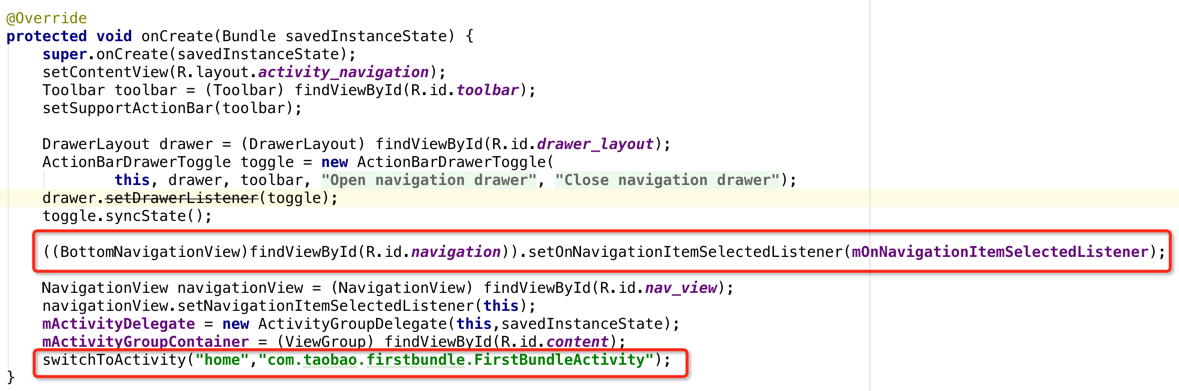 @Override
protected void onCreate(Bundle savedInstanceState) {
super.onCreate(savedInstanceState);
setContentView(R.layout.activity_navigation);
Toolbar toolbar = (Toolbar) findViewById(R.id.toolbar);
setSupportActionBar(toolbar);
DrawerLayout drawer = (DrawerLayout) findViewById(R.id.drawer_layout);
ActionBarDrawerToggle toggle = new ActionBarDrawerToggle(
this, drawer, toolbar, "Open navigation drawer", "Close navigation drawer");
drawer.setDrawerListener(toggle);
toggle.syncState();
((BottomNavigationView)findViewById(R.id.navigation)).setOnNavigationItemSelectedListener(mOnNavigationItemSelectedListener);
NavigationView navigationView = (NavigationView) findViewById(R.id.nav_view);
navigationView.setNavigationItemSelectedListener(this);
mActivityDelegate = new ActivityGroupDelegate(this,savedInstanceState);
mActivityGroupContainer = (ViewGroup) findViewById(R.id.content);
switchToActivity("home","com.taobao.firstbundle.FirstBundleActivity");
}